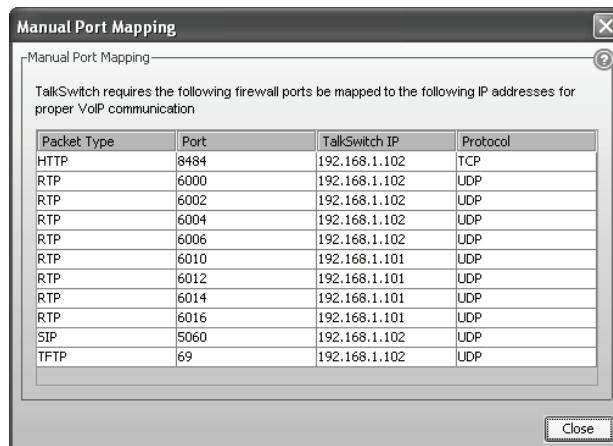 Manual Port Mapping
Manual Port Mapping
TalkSwitch requires the following firewall ports be mapped to the following IP addresses for
proper VoIP communication
Packet Type Port TalkSwitch IP Protocol
HTTP 8484 192.168.1.102 TCP
RTP 6000 192.168.1.102 UDP
RTP 6002 192.168.1.102 UDP
RTP 6004 192.168.1.102 UDP
RTP 6006 192.168.1.102 UDP
RTP 6010 192.168.1.101 UDP
RTP 6012 192.168.1.101 UDP
RTP 6014 192.168.1.101 UDP
RTP 6016 192.168.1.101 UDP
SIP 5060 192.168.1.102 UDP
TFTP 69 192.168.1.102 UDP
Close